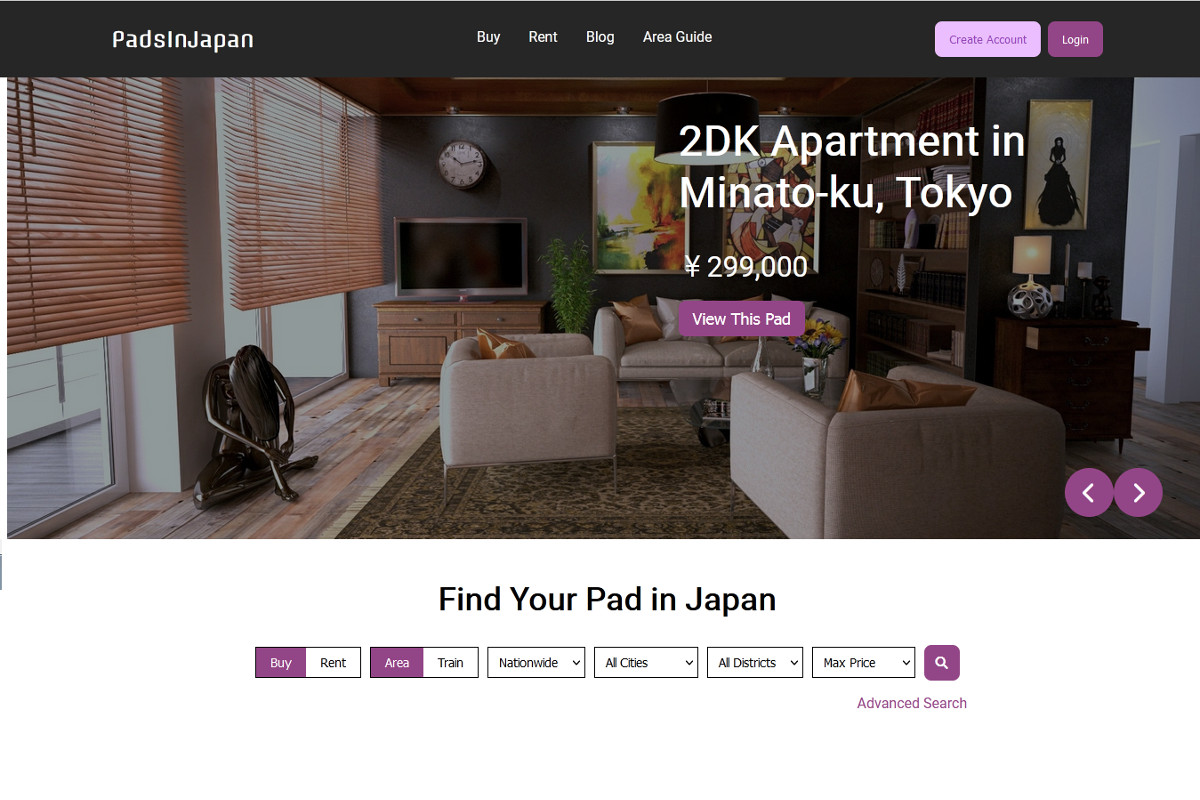 PadsInJapan
Buy Rent Blog Area Guide
Create Account Login
2DK Apartment in
Minato-ku, Tokyo
¥ 299,000
View This Pad
Find Your Pad in Japan
Buy Rent Area Train Nationwide All Cities All Districts Max Price
Advanced Search